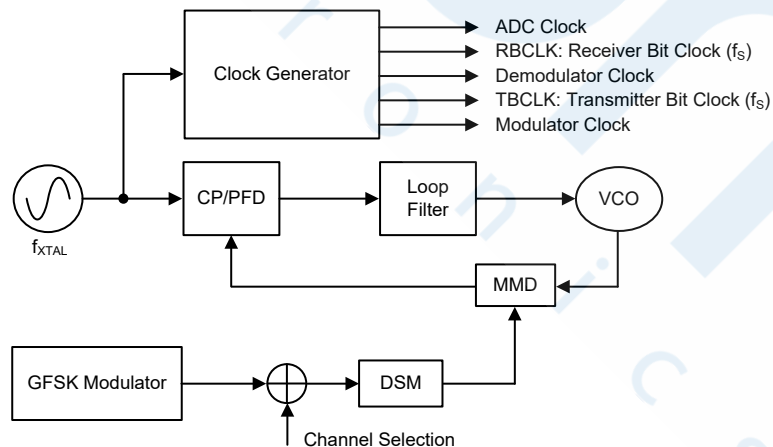 ADC Clock
RBCLK: Receiver Bit Clock (fS)
Clock Generator
Demodulator Clock
TBCLK: Transmitter Bit Clock (fS)
Modulator Clock
CP/PFD
Loop
Filter
VCO
fXTAL
MMD
GFSK Modulator
DSM
Channel Selection